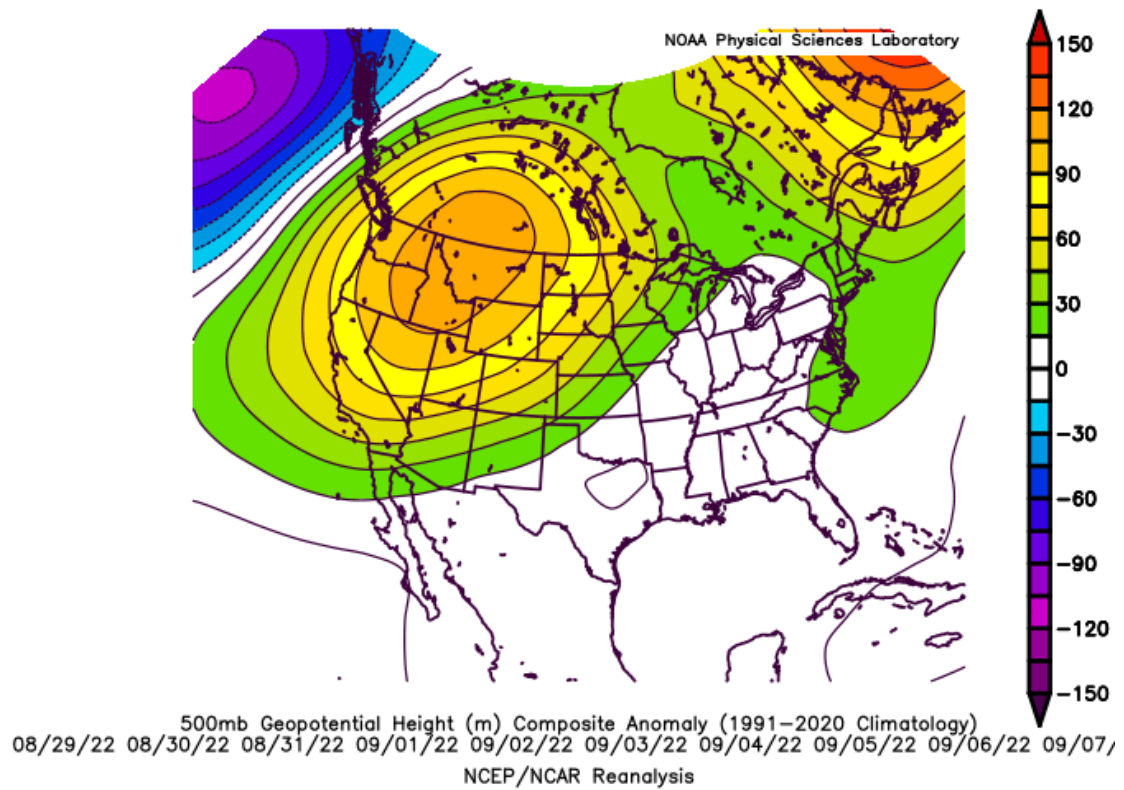 NOAA Physical Sciences Laboratory
150
120
90
60
30
0
−30
−60
−90
−120
−150
500mb Geopotential Height (m) Composite Anomaly (1991−2020 Climatology)
08/29/22 08/30/22 08/31/22 09/01/22 09/02/22 09/03/22 09/04/22 09/05/22 09/06/22 09/07/
NCEP/NCAR Reanalysis